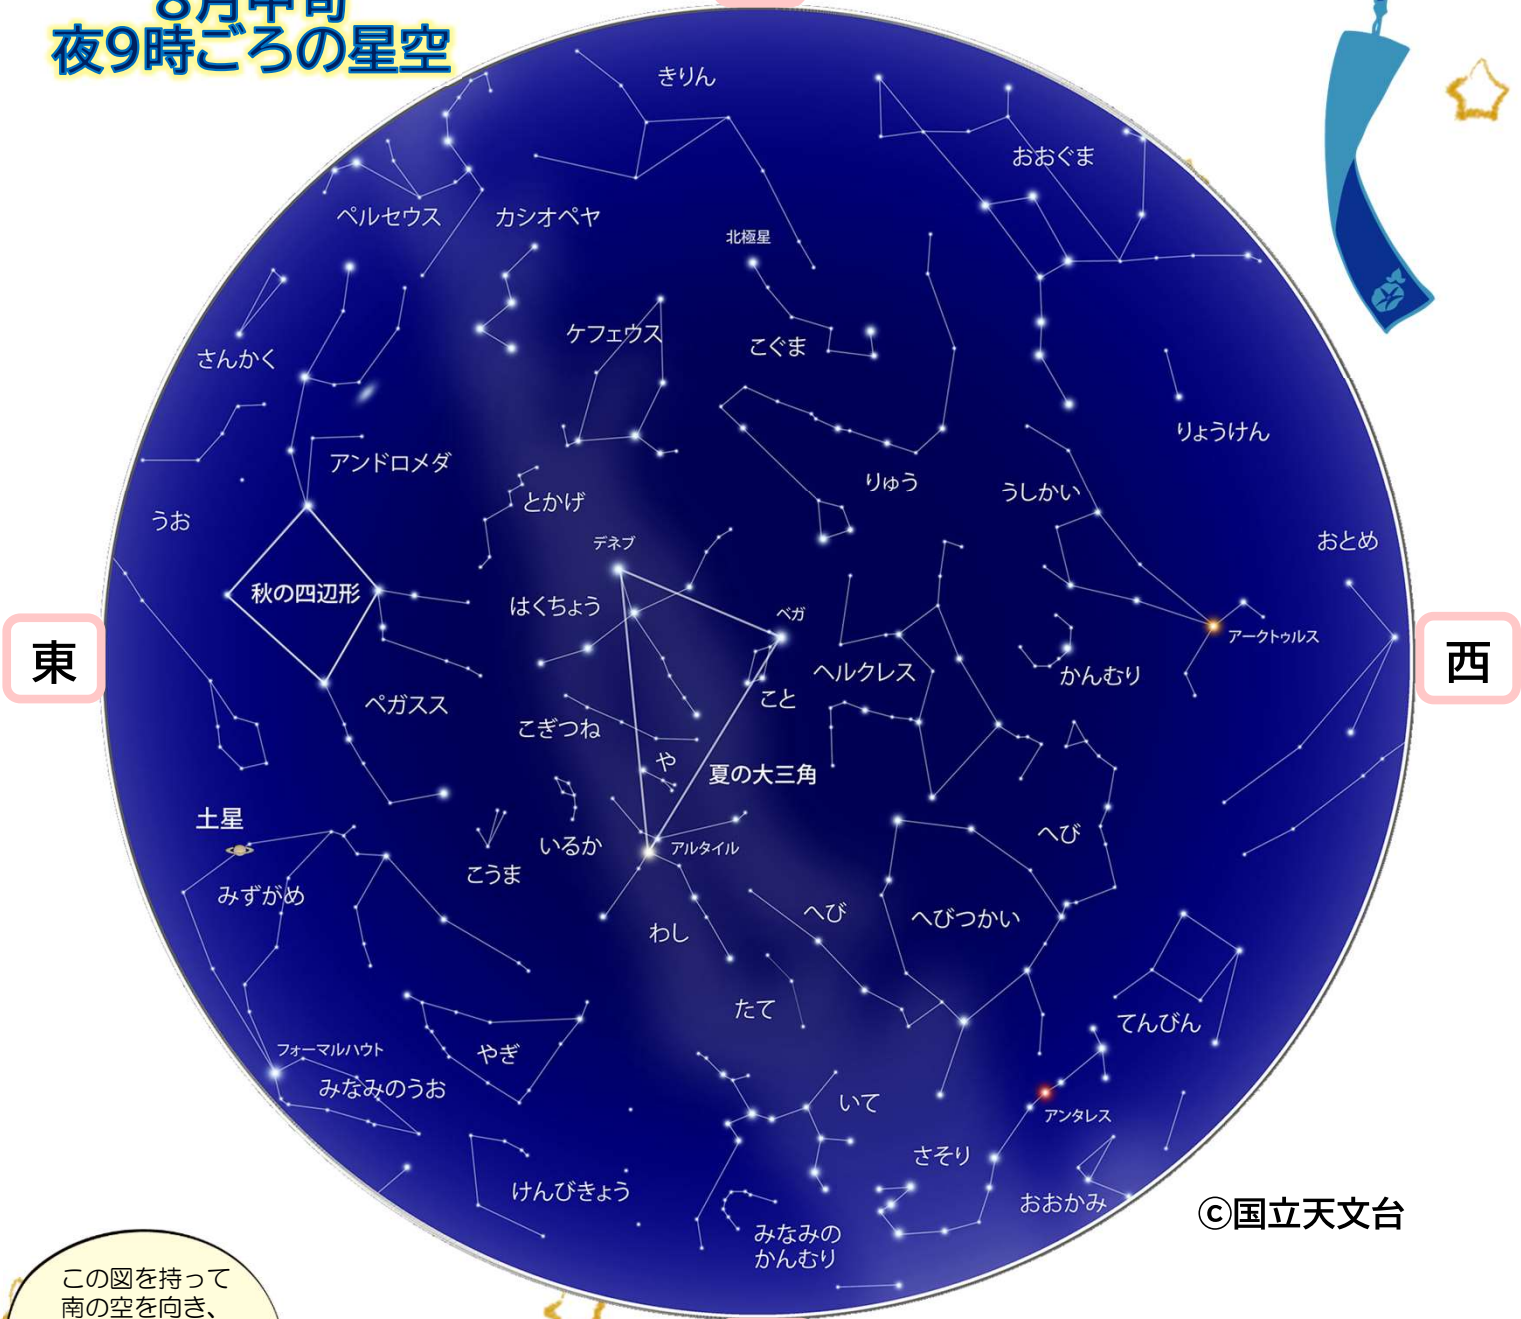 8月中旬
夜9時ごろの星空
きりん
おおぐま
ペルセウス
カシオペヤ
北極星
さんかく
ケフェウス
こぐま
りょうけん
アンドロメダ
とかげ
りゅう
うしかい
うお
おとめ
デネブ
秋の四辺形
はくちょう
ベガ
アークトゥルス
東
西
ヘルクレス
かんむり
ペガスス
こと
こぎつね
や
夏の大三角
土星
へび
いるか
アルタイル
こうま
みずがめ
わし
へび
へびつかい
たて
てんびん
フォーマルハウト
やぎ
みなみのうお
いて
アンタレス
さそり
けんびきょう
おおかみ
みなみの
かんむり
©国立天文台
この図を持って
南の空を向き、